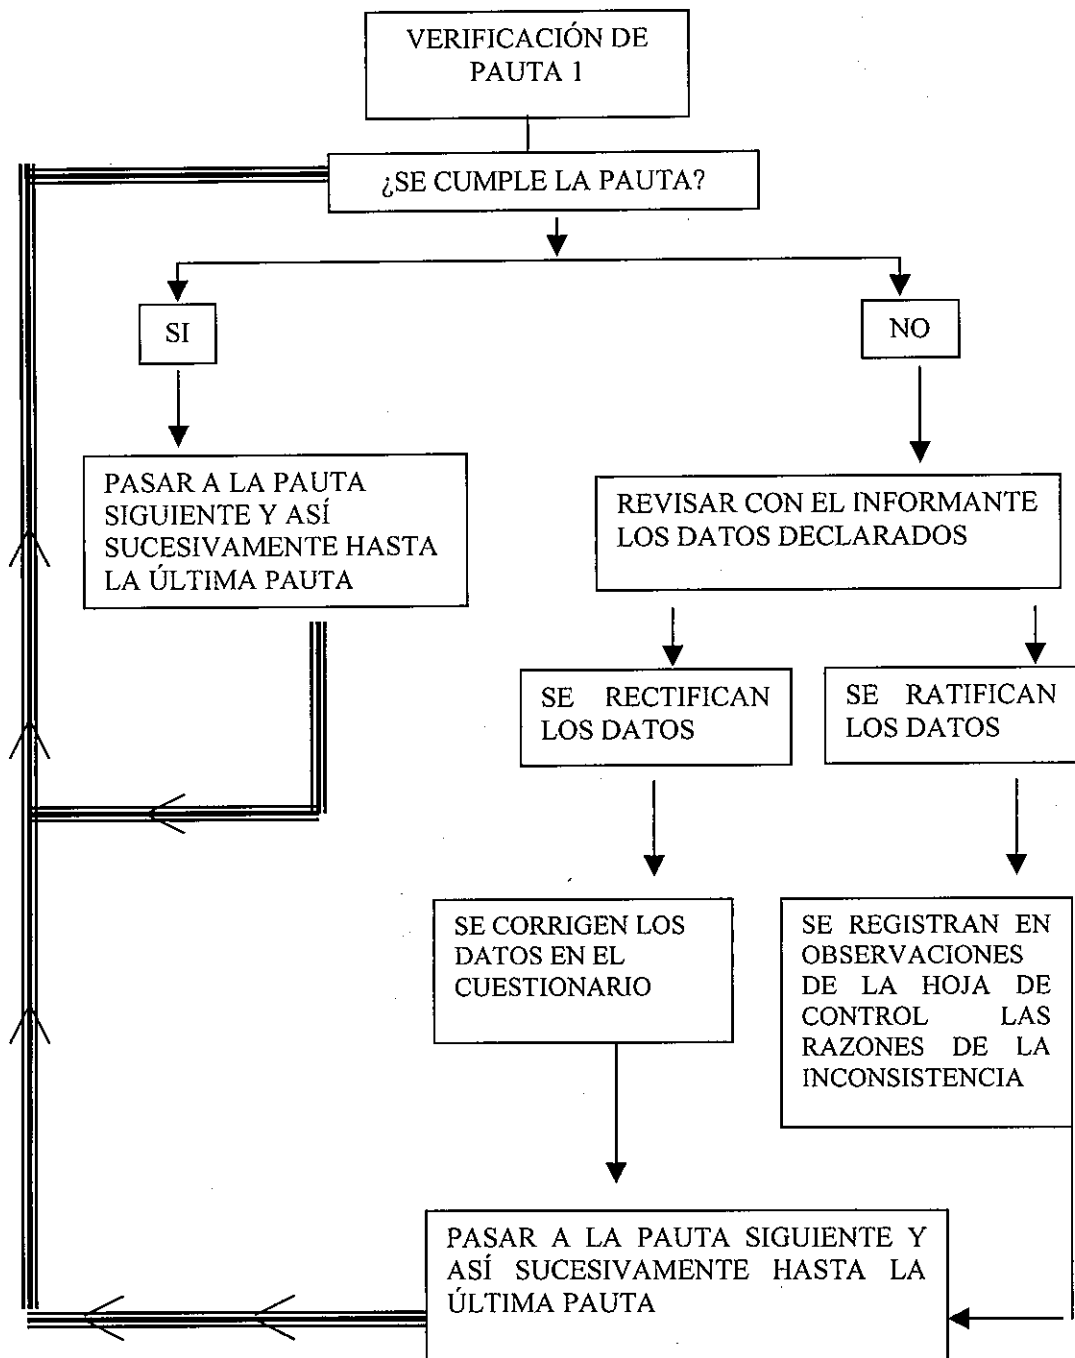 VERIFICACIÓN DE
PAUTA 1
¿SE CUMPLE LA PAUTA?
SI
NO
PASAR A LA PAUTA
SIGUIENTE Y ASÍ
SUCESIVAMENTE HASTA
LA ÚLTIMA PAUTA
REVISAR CON EL INFORMANTE
LOS DATOS DECLARADOS
SE RECTIFICAN
LOS DATOS
SE RATIFICAN
LOS DATOS
SE CORRIGEN LOS
DATOS EN EL
CUESTIONARIO
SE REGISTRAN EN
OBSERVACIONES
DE LA HOJA DE
CONTROL LAS
RAZONES DE LA
INCONSISTENCIA
PASAR A LA PAUTA SIGUIENTE Y
ASÍ SUCESIVAMENTE HASTA LA
ÚLTIMA PAUTA